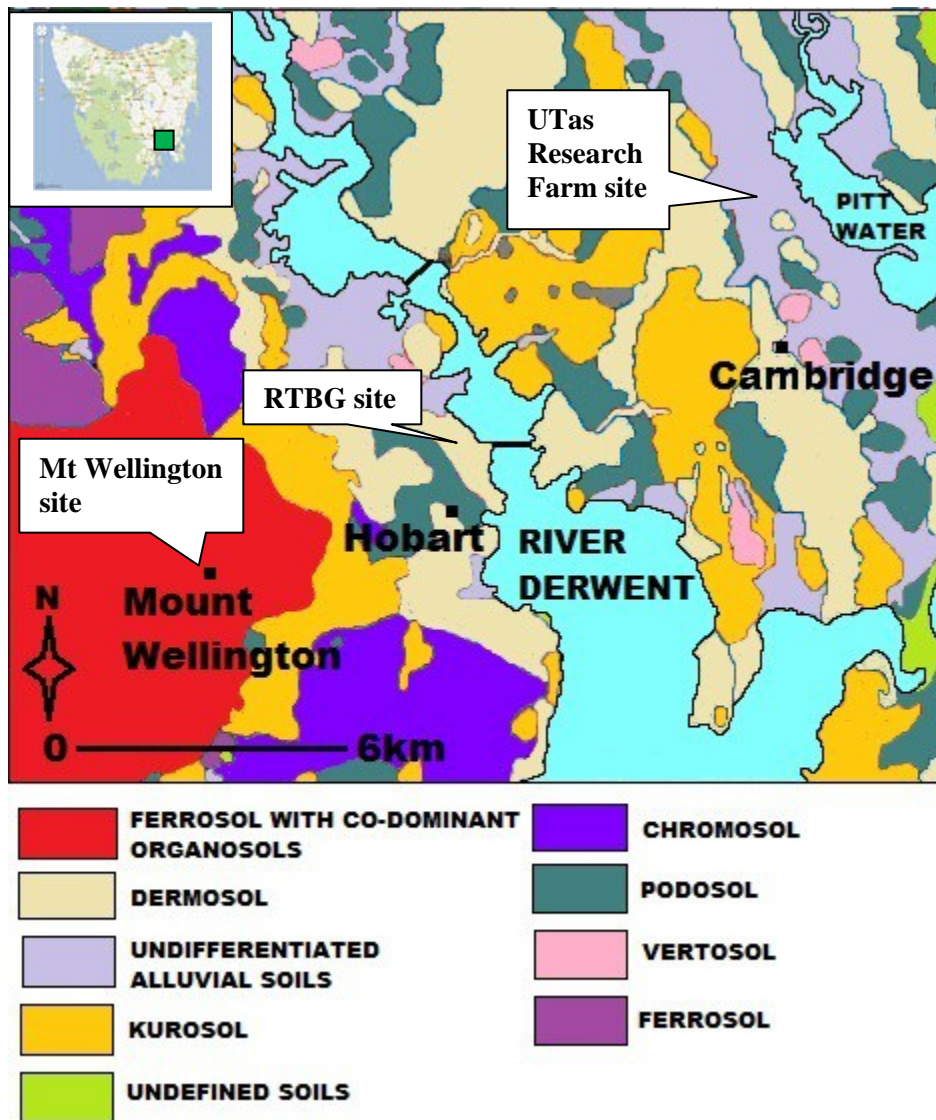 UTas
Research
Farm site
PITT
WATER
Cambridge
RTBG site
Mt Wellington
site
Hobart
RIVER
DERWENT
N
Mount
Wellington
0 6km
FERROSOL WITH CO-DOMINANT
ORGANOSOLS
DERMOSOL
UNDIFFERENTIATED
ALLUVIAL SOILS
KUROSOL
UNDEFINED SOILS
CHROMOSOL
PODOSOL
VERTOSOL
FERROSOL